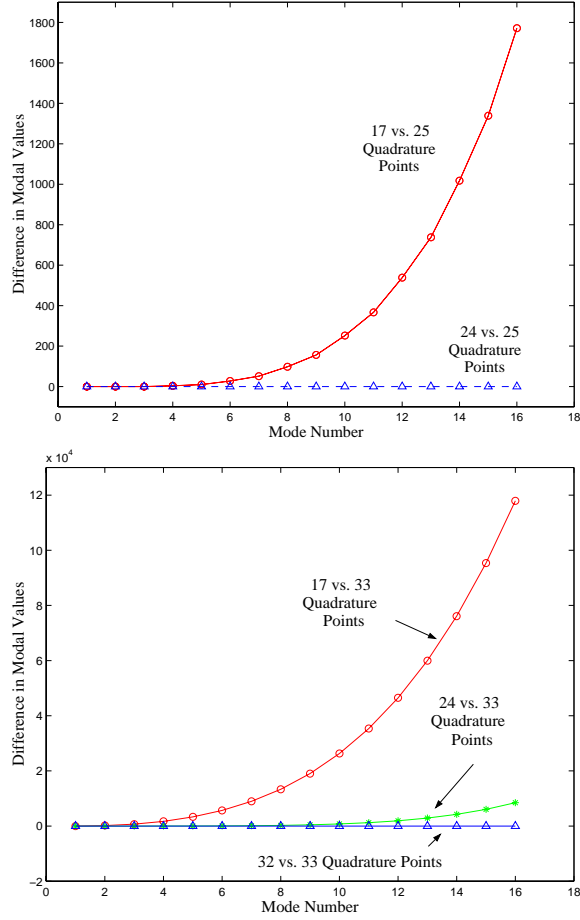 1800
1600
1400
1200
1000
800
600
400
200
0
Difference in Modal Values
17 vs. 25
Quadrature
Points
24 vs. 25
Quadrature
Points
0 2 4 6 8 10 12 14 16 18
Mode Number
x 10^4
12
10
8
6
4
2
0
−2
Difference in Modal Values
17 vs. 33
Quadrature
Points
24 vs. 33
Quadrature
Points
32 vs. 33 Quadrature Points
0 2 4 6 8 10 12 14 16 18
Mode Number